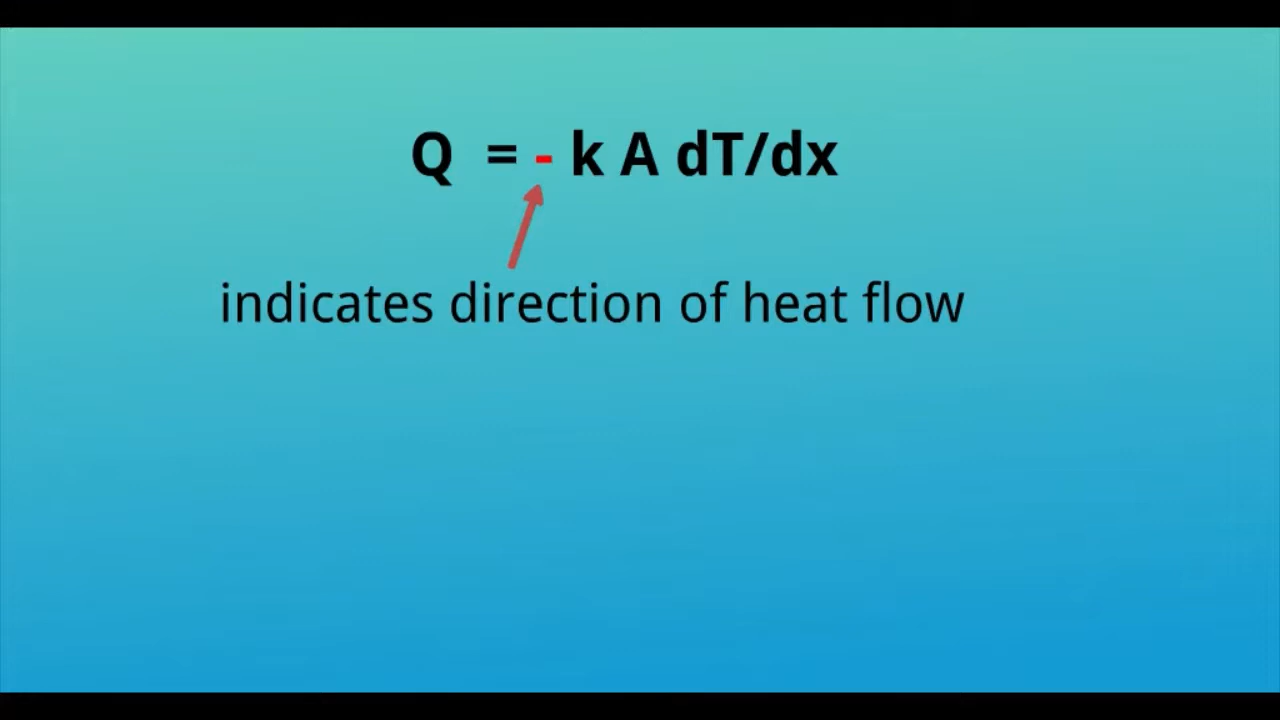 Q = - k A dT/dx
indicates direction of heat flow